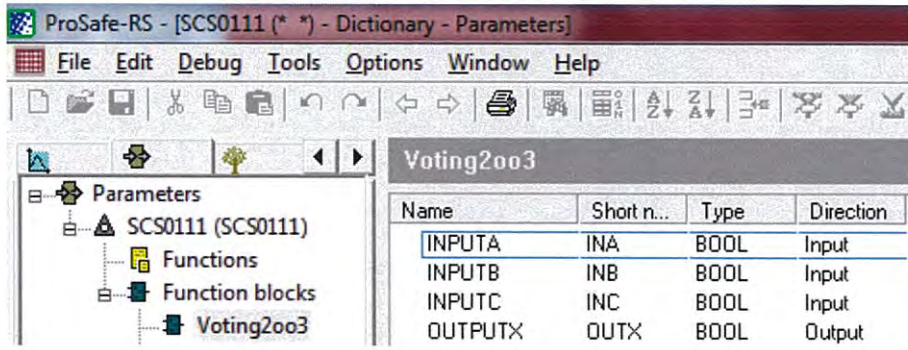 ProSafe-RS - [SCS0111 (* *) - Dictionary - Parameters]
File Edit Debug Tools Options Window Help
Voting2oo3
Parameters
SCS0111 (SCS0111)
Functions
Function blocks
Voting2oo3
Name Short n... Type Direction
INPUTA INA BOOL Input
INPUTB INB BOOL Input
INPUTC INC BOOL Input
OUTPUTX OUTX BOOL Output